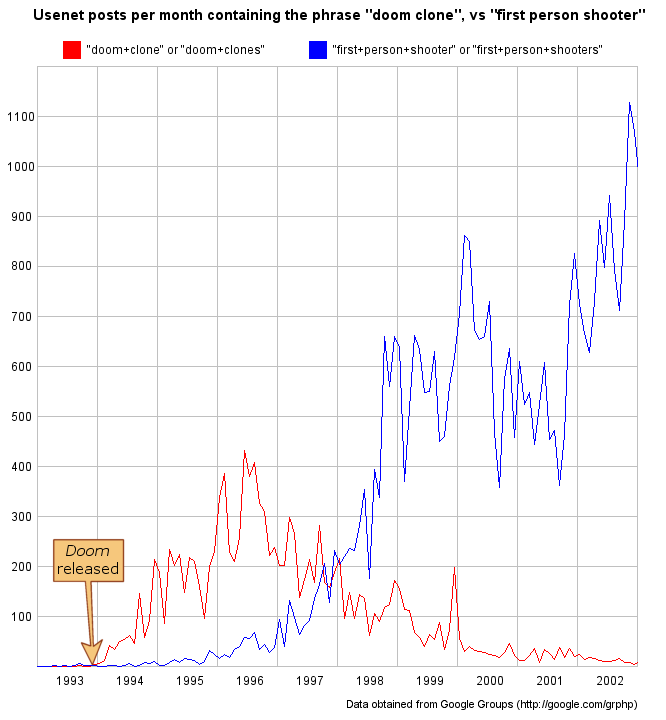 Usenet posts per month containing the phrase "doom clone", vs "first person shooter"
"doom+clone" or "doom+clones" "first+person+shooter" or "first+person+shooters"
1100
1000
900
800
700
600
500
400
300
200
100
Doom
released
1993 1994 1995 1996 1997 1998 1999 2000 2001 2002
Data obtained from Google Groups (http://google.com/grphp)